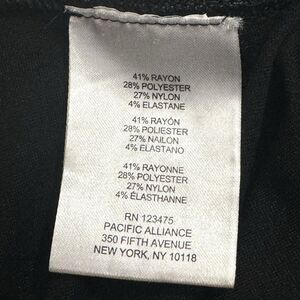 41% RAYON
28% POLYESTER
27% NYLON
4% ELASTANE
41% RAYÓN
28% POLIESTER
27% NAILON
4% ELASTANO
41% RAYONNE
28% POLYESTER
27% NYLON
4% ÉLASTHANNE
RN 123475
PACIFIC ALLIANCE
350 FIFTH AVENUE
NEW YORK, NY 10118